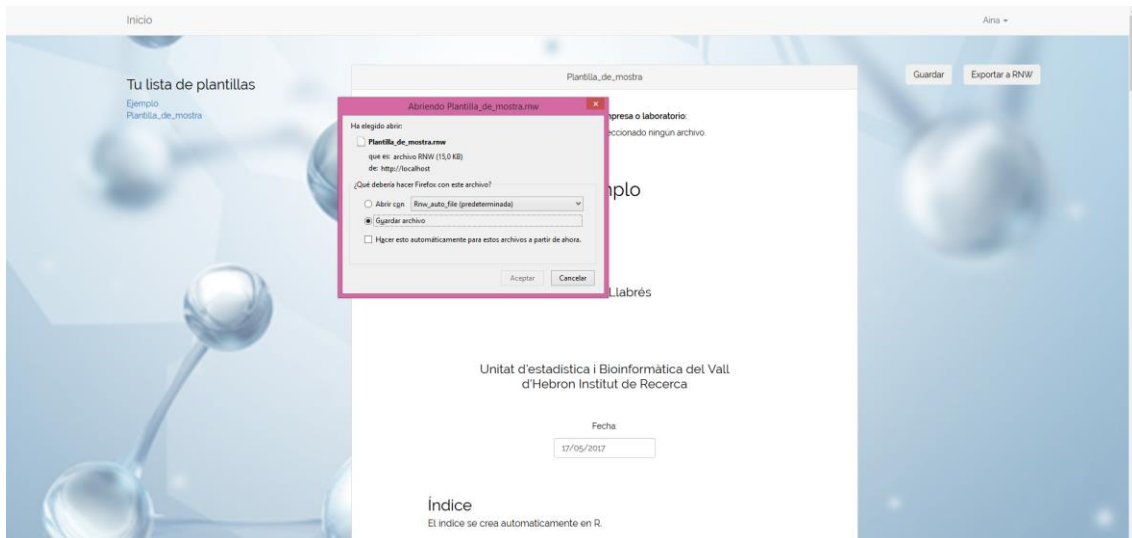 Inicio
Aina
Tu lista de plantillas
Ejemplo
Plantilla_de_mostra
Plantilla_de_mostra
Guardar
Exportar a RNW
Abriendo Plantilla_de_mostra.rnw
Ha elegido abrir:
Plantilla_de_mostra.rnw
que es: archivo RNW (15,0 KB)
de: http://localhost
¿Qué debería hacer Firefox con este archivo?
Abrir con
Rnw_auto_file (predeterminada)
Guardar archivo
Hacer esto automáticamente para estos archivos a partir de ahora.
Aceptar
Cancelar
mpresa o laboratorio:
eccionado ningún archivo.
mplo
Llabrés
Unitat d'estadística i Bioinformàtica del Vall
d'Hebron Institut de Recerca
Fecha:
17/05/2017
Índice
El índice se crea automaticamente en R.